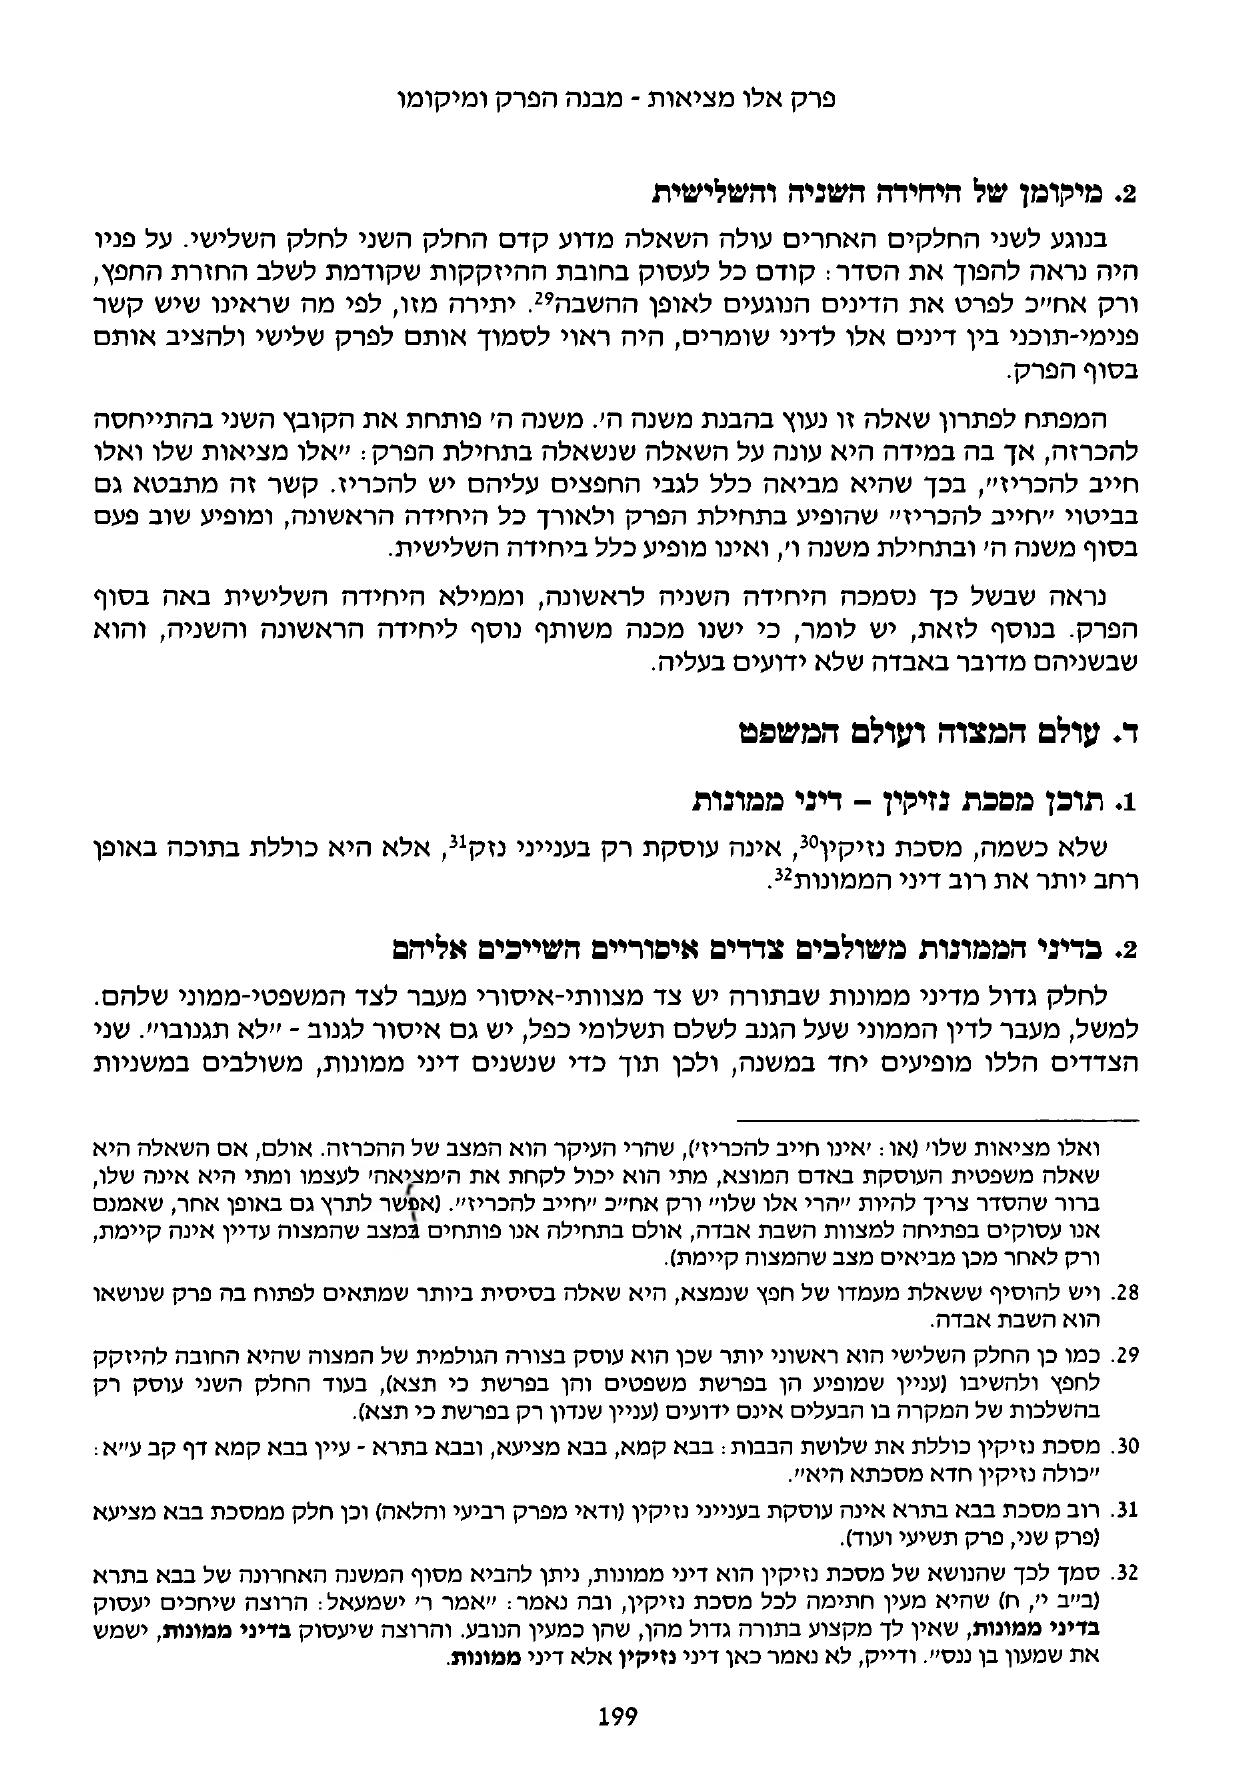 פרק אלו מציאות - מבנה הפרק ומיקומו
2. מיקומן של היחידה השניה והשלישית
בנוגע לשני החלקים האחרים עולה השאלה מדוע קדם החלק השני לחלק השלישי. על פניו
היה נראה להפוך את הסדר: קודם כל לעסוק בחובת ההיזקקות שקודמת לשלב החזרת החפץ,
ורק אח״כ לפרט את הדינים הנוגעים לאופן ההשבה29. יתירה מזו, לפי מה שראינו שיש קשר
פנימי-תוכני בין דינים אלו לדיני שומרים, היה ראוי לסמוך אותם לפרק שלישי ולהציב אותם
בסוף הפרק.
המפתח לפתרון שאלה זו נעוץ בהבנת משנה ה׳. משנה ה׳ פותחת את הקובץ השני בהתייחסה
להכרזה, אך בה במידה היא עונה על השאלה שנשאלה בתחילת הפרק: ״אלו מציאות שלו ואלו
חייב להכריז״, בכך שהיא מביאה כלל לגבי החפצים עליהם יש להכריז. קשר זה מתבטא גם
בביטוי ״חייב להכריז״ שהופיע בתחילת הפרק ולאורך כל היחידה הראשונה, ומופיע שוב פעם
בסוף משנה ה׳ ובתחילת משנה ו׳, ואינו מופיע כלל ביחידה השלישית.
נראה שבשל כך נסמכה היחידה השניה לראשונה, וממילא היחידה השלישית באה בסוף
הפרק. בנוסף לזאת, יש לומר, כי ישנו מכנה משותף נוסף ליחידה הראשונה והשניה, והוא
שבשניהם מדובר באבדה שלא ידועים בעליה.
ד. עולם המצוה ועולם המשפט
1. תוכן מסכת נזיקין – דיני ממונות
שלא כשמה, מסכת נזיקין30, אינה עוסקת רק בענייני נזק31, אלא היא כוללת בתוכה באופן
רחב יותר את רוב דיני הממונות32.
2. בדיני הממונות משולבים צדדים איסוריים השייכים אליהם
לחלק גדול מדיני ממונות שבתורה יש צד מצוותי-איסורי מעבר לצד המשפטי-ממוני שלהם.
למשל, מעבר לדין הממוני שעל הגנב לשלם תשלומי כפל, יש גם איסור לגנוב - ״לא תגנובו״. שני
הצדדים הללו מופיעים יחד במשנה, ולכן תוך כדי ששנשנים דיני ממונות, משולבים במשניות
ואלו מציאות שלו׳ (או: ׳אינו חייב להכריז׳), שהרי העיקר הוא המצב של ההכרזה. אולם, אם השאלה היא
שאלה משפטית העוסקת באדם המוצא, מתי הוא יכול לקחת את ה׳מציאה׳ לעצמו ומתי היא אינה שלו,
ברור שהסדר צריך להיות ״הרי אלו שלו״ ורק אח״כ ״חייב להכריז״. (אפשר לתרץ גם באופן אחר, שאמנם
אנו עסוקים בפתיחה למצוות השבת אבדה, אולם בתחילה אנו פותחים במצב שהמצוה עדיין אינה קיימת,
ורק לאחר מכן מביאים מצב שהמצוה קיימת).
28. ויש להוסיף ששאלת מעמדו של חפץ שנמצא, היא שאלה בסיסית ביותר שמתאים לפתוח בה פרק שנושאו
הוא השבת אבדה.
29. כמו כן החלק השלישי הוא ראשוני יותר שכן הוא עוסק בצורה הגולמית של המצוה שהיא החובה להיזקק
לחפץ ולהשיבו (עניין שמופיע הן בפרשת משפטים והן בפרשת כי תצא), בעוד החלק השני עוסק רק
בהשלכות של המקרה בו הבעלים אינם ידועים (עניין שנדון רק בפרשת כי תצא).
30. מסכת נזיקין כוללת את שלושת הבבות: בבא קמא, בבא מציעא, ובבא בתרא - עיין בבא קמא דף קב ע״א:
״כולה נזיקין חדא מסכתא היא״.
31. רוב מסכת בבא בתרא אינה עוסקת בענייני נזיקין (ודאי מפרק רביעי והלאה) וכן חלק ממסכת בבא מציעא
(פרק שני, פרק תשיעי ועוד).
32. סמך לכך שהנושא של מסכת נזיקין הוא דיני ממונות, ניתן להביא מסוף המשנה האחרונה של בבא בתרא
(ב״ב י׳, ח) שהיא מעין חתימה לכל מסכת נזיקין, ובה נאמר: ״אמר ר׳ ישמעאל: הרוצה שיחכים יעסוק
בדיני ממונות, שאין לך מקצוע בתורה גדול מהן, שהן כמעין הנובע. והרוצה שיעסוק בדיני ממונות, ישמש
את שמעון בן ננס״. ודייק, לא נאמר כאן דיני נזיקין אלא דיני ממונות.
199